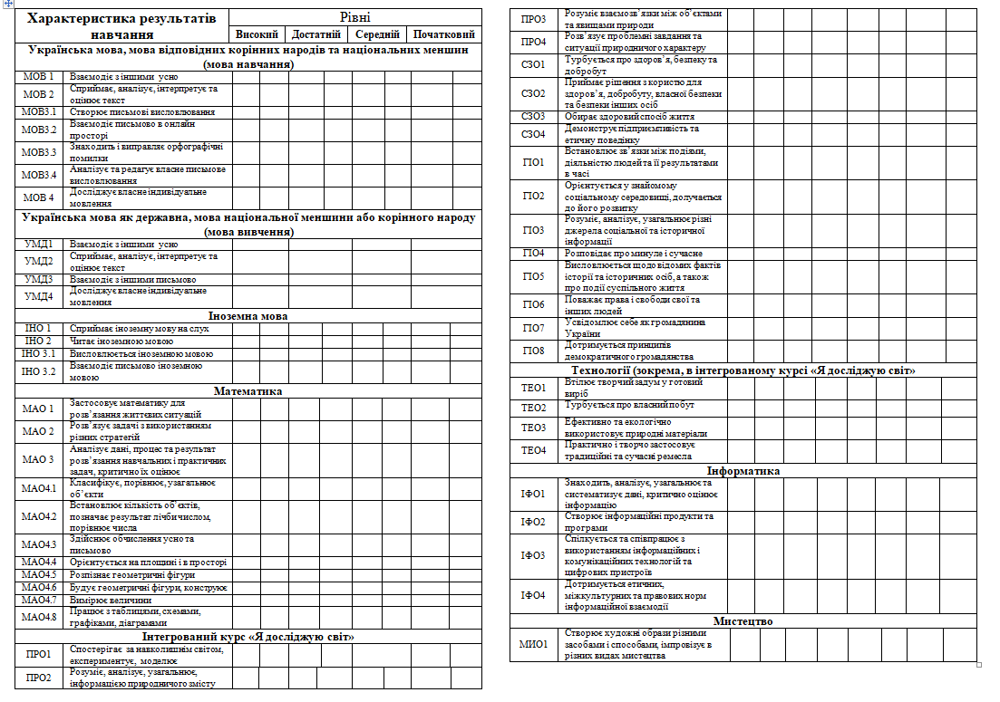 Характеристика результатів
навчання
Рівні
Високий Достатній Середній Початковий
Українська мова, мова відповідних корінних народів та національних меншин
(мова навчання)
МОВ 1 Взаємодіє з іншими усно
МОВ 2 Сприймає, аналізує, інтерпретує та
оцінює текст
МОВ3.1 Створює письмові висловлювання
МОВ3.2 Взаємодіє письмово в онлайн
просторі
МОВ3.3 Знаходить і виправляє орфографічні
помилки
МОВ3.4 Аналізує та редагує власне письмове
висловлювання
МОВ 4 Досліджує власне індивідуальне
мовлення
Українська мова як державна, мова національної меншини або корінного народу
(мова вивчення)
УМД1 Взаємодіє з іншими усно
УМД2 Сприймає, аналізує, інтерпретує та
оцінює текст
УМД3 Взаємодіє з іншими письмово
УМД4 Досліджує власне індивідуальне
мовлення
Іноземна мова
ІНО 1 Сприймає іноземну мову на слух
ІНО 2 Читає іноземною мовою
ІНО 3.1 Висловлюється іноземною мовою
ІНО 3.2 Взаємодіє письмово іноземною
мовою
Математика
МАО 1 Застосовує математику для
розв’язання життєвих ситуацій
МАО 2 Розв’язує задачі з використанням
різних стратегій
МАО 3 Аналізує дані, процес та результат
розв’язання навчальних і практичних
задач, критично їх оцінює
МАО4.1 Класифікує, порівнює, узагальнює
об’єкти
МАО4.2 Встановлює кількість об’єктів,
позначає результ лічби числом,
порівнює числа
МАО4.3 Здійснює обчислення усно та
письмово
МАО4.4 Орієнтується на площині і в просторі
МАО4.5 Розпізнає геометричні фігури
МАО4.6 Будує геометричні фігури, конструює
МАО4.7 Вимірює величини
МАО4.8 Працює з таблицями, схемами,
графіками, діаграмами
Інтегрований курс «Я досліджую світ»
ПРО1 Спостерігає за навколишнім світом,
експериментує, моделює
ПРО2 Розуміє, аналізує, узагальнює,
інформацією природничого змісту
ПРО3 Розуміє взаємозв’язки між об’єктами
та явищами природи
ПРО4 Розв’язує проблемні завдання та
ситуації природничого характеру
СЗО1 Турбується про здоров’я, безпеку та
добробут
СЗО2 Приймає рішення з користю для
здоров’я, добробуту, власної безпеки
та безпеки інших осіб
СЗО3 Обирає здоровий спосіб життя
СЗО4 Демонструє підприємливість та
етичну поведінку
ГІО1 Встановлює зв’язки між подіями,
діяльністю людей та її результатами
в часі
ГІО2 Орієнтується у знайомому
соціальному середовищі, долучається
до його розвитку
ГІО3 Розуміє, аналізує, узагальнює різні
джерела соціальної та історичної
інформації
ГІО4 Розповідає про минуле і сучасне
ГІО5 Висловлюється щодо відомих фактів
історії та історичних осіб, а також
про події суспільного життя
ГІО6 Поважає права і свободи свої та
інших людей
ГІО7 Усвідомлює себе як громадянина
України
ГІО8 Дотримується принципів
демократичного громадянства
Технології (зокрема, в інтегрованому курсі «Я досліджую світ»
ТЕО1 Втілює творчий задум у готовий
виріб
ТЕО2 Турбується про власний побут
ТЕО3 Ефективно та екологічно
використовує природні матеріали
ТЕО4 Практично і творчо застосовує
традиційні та сучасні ремесла
Інформатика
ІФО1 Знаходить, аналізує, узагальнює та
систематизує дані, критично оцінює
інформацію
ІФО2 Створює інформаційні продукти та
програми
ІФО3 Спілкується та співпрацює з
використанням інформаційних і
комунікаційних технологій та
цифрових пристроїв
ІФО4 Дотримується етичних,
міжкультурних та правових норм
інформаційної взаємодії
Мистецтво
МИО1 Створює художні образи різними
засобами і способами, імпровізує в
різних видах мистецтва